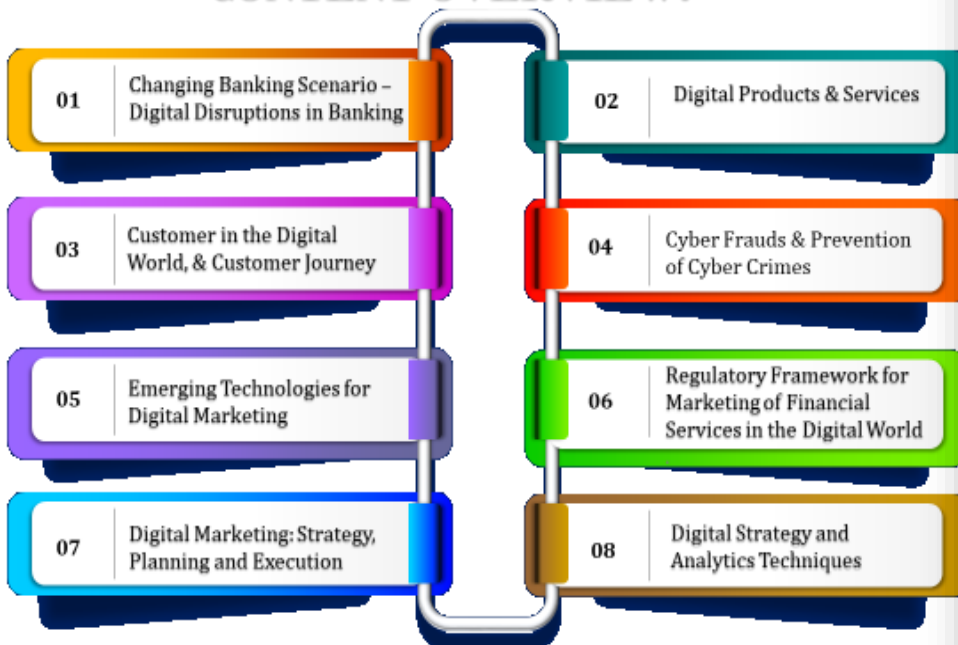 01
Changing Banking Scenario –
Digital Disruptions in Banking
02
Digital Products & Services
03
Customer in the Digital
World, & Customer Journey
04
Cyber Frauds & Prevention
of Cyber Crimes
05
Emerging Technologies for
Digital Marketing
06
Regulatory Framework for
Marketing of Financial
Services in the Digital World
07
Digital Marketing: Strategy,
Planning and Execution
08
Digital Strategy and
Analytics Techniques